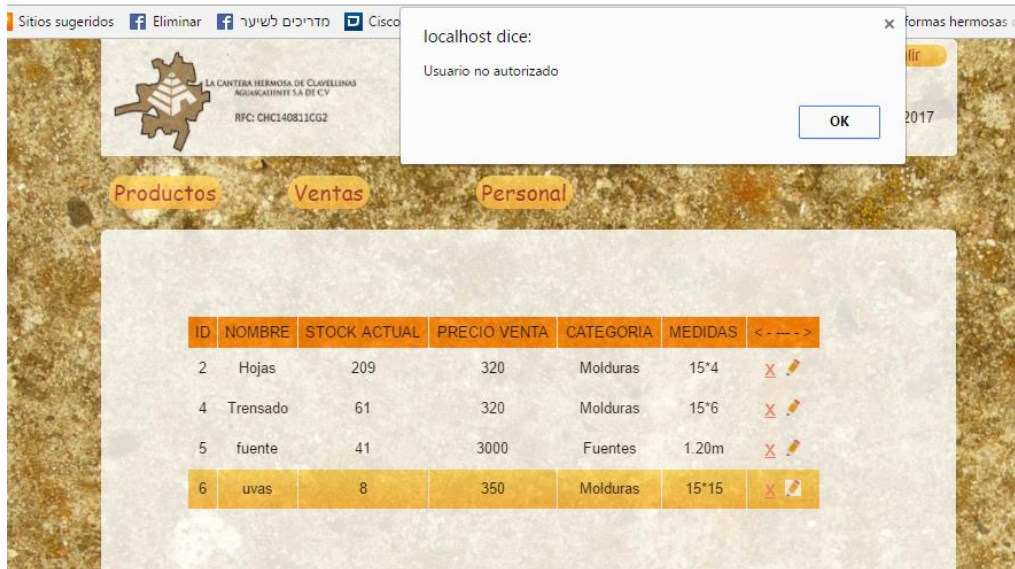 Sitios sugeridos Eliminar מדריכים לשיער Cisco formas hermosas
localhost dice:
Usuario no autorizado
OK
LA CANTERA HERMOSA DE CLAVELLINAS
AGUASCALIENTE S.A DE C.V
RFC: CHC140811CG2
2017
Productos Ventas Personal
ID NOMBRE STOCK ACTUAL PRECIO VENTA CATEGORIA MEDIDAS < - --- - >
2 Hojas 209 320 Molduras 15*4 X
4 Trensado 61 320 Molduras 15*6 X
5 fuente 41 3000 Fuentes 1.20m X
6 uvas 8 350 Molduras 15*15 X